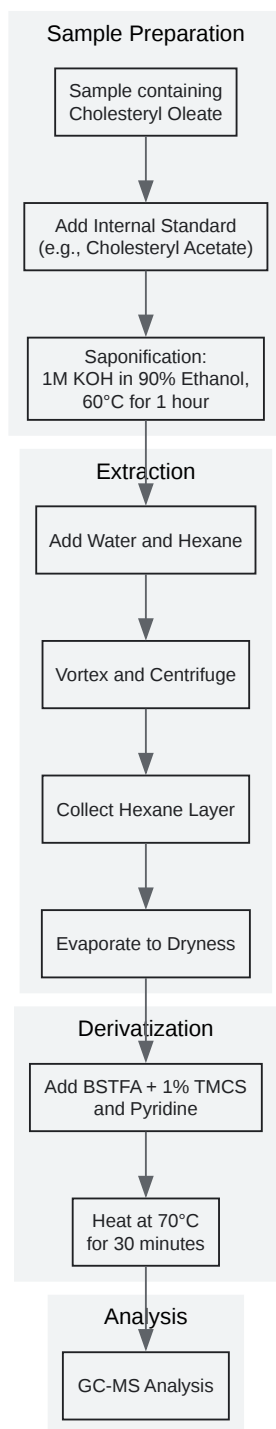 Sample Preparation
Sample containing
Cholesteryl Oleate
Add Internal Standard
(e.g., Cholesteryl Acetate)
Saponification:
1M KOH in 90% Ethanol,
60°C for 1 hour
Extraction
Add Water and Hexane
Vortex and Centrifuge
Collect Hexane Layer
Evaporate to Dryness
Derivatization
Add BSTFA + 1% TMCS
and Pyridine
Heat at 70°C
for 30 minutes
Analysis
GC-MS Analysis